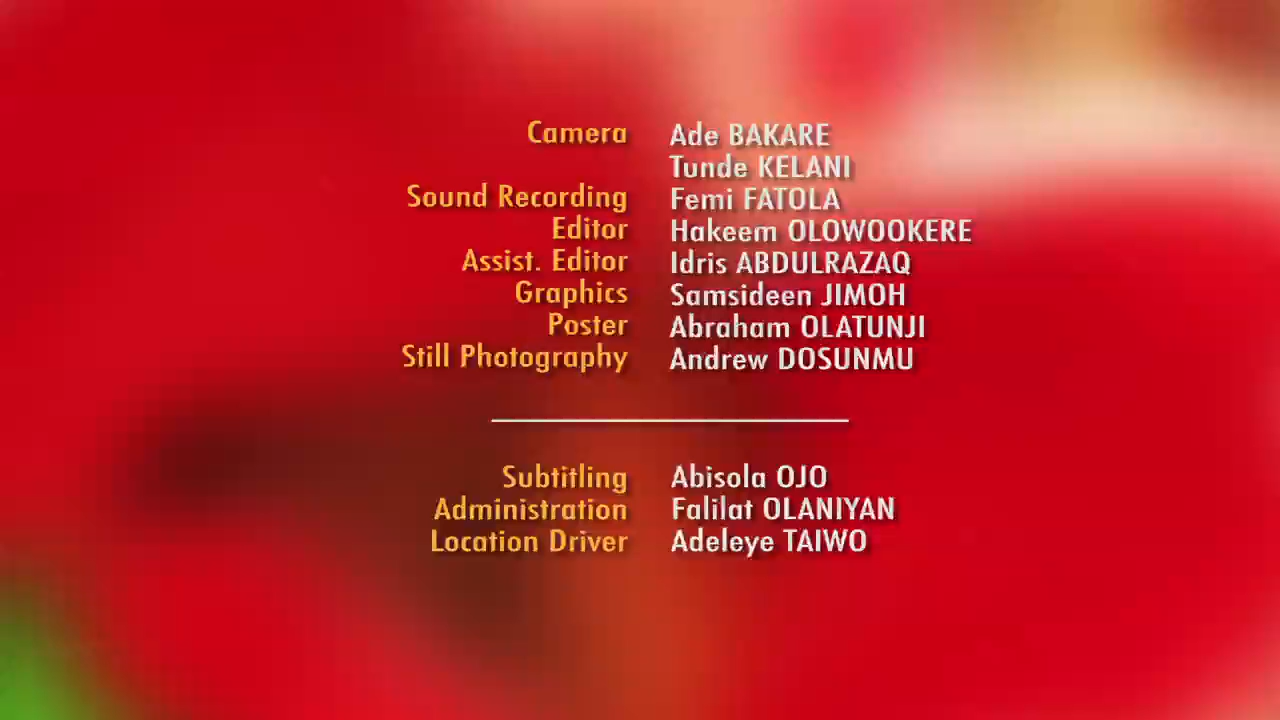 Camera Ade BAKARE
Tunde KELANI
Sound Recording Femi FATOLA
Editor Hakeem OLOWOOKERE
Assist. Editor Idris ABDULRAZAQ
Graphics Samsideen JIMOH
Poster Abraham OLATUNJI
Still Photography Andrew DOSUNMU
Subtitling Abisola OJO
Administration Falilat OLANIYAN
Location Driver Adeleye TAIWO